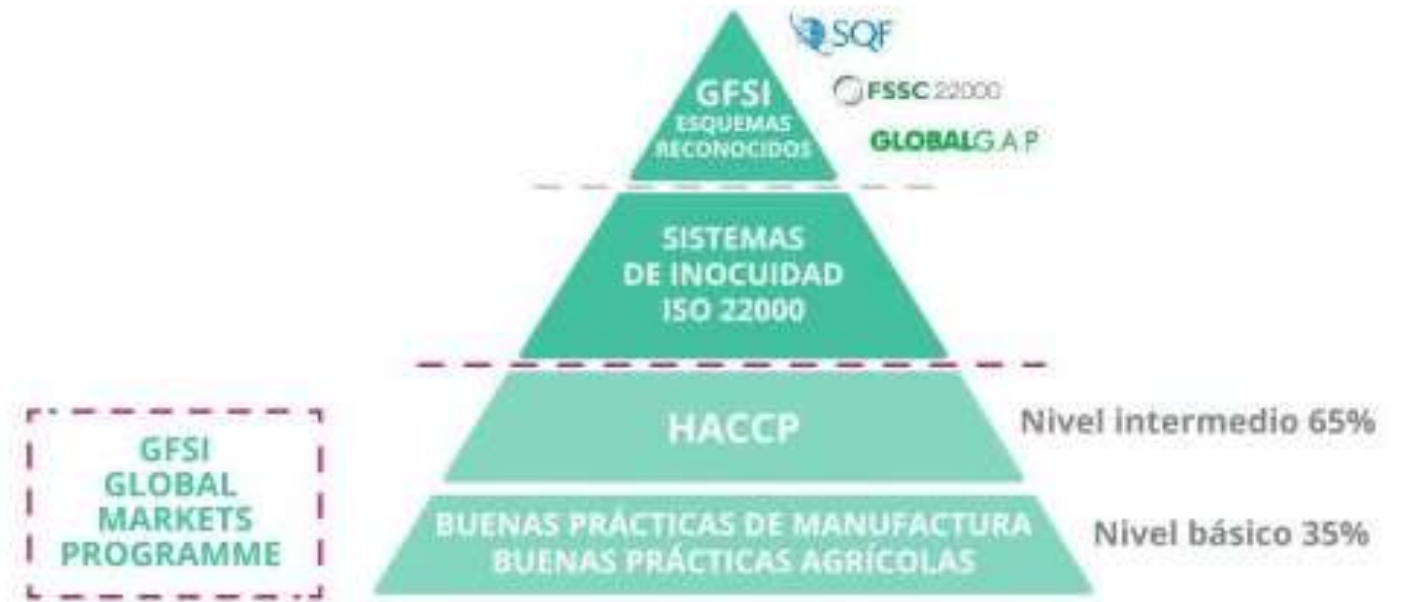 SQF
GFSI
ESQUEMAS
RECONOCIDOS
FSSC 22000
GLOBALG.A.P
SISTEMAS
DE INOCUIDAD
ISO 22000
HACCP
Nivel intermedio 65%
GFSI
GLOBAL
MARKETS
PROGRAMME
BUENAS PRÁCTICAS DE MANUFACTURA
BUENAS PRÁCTICAS AGRÍCOLAS
Nivel básico 35%